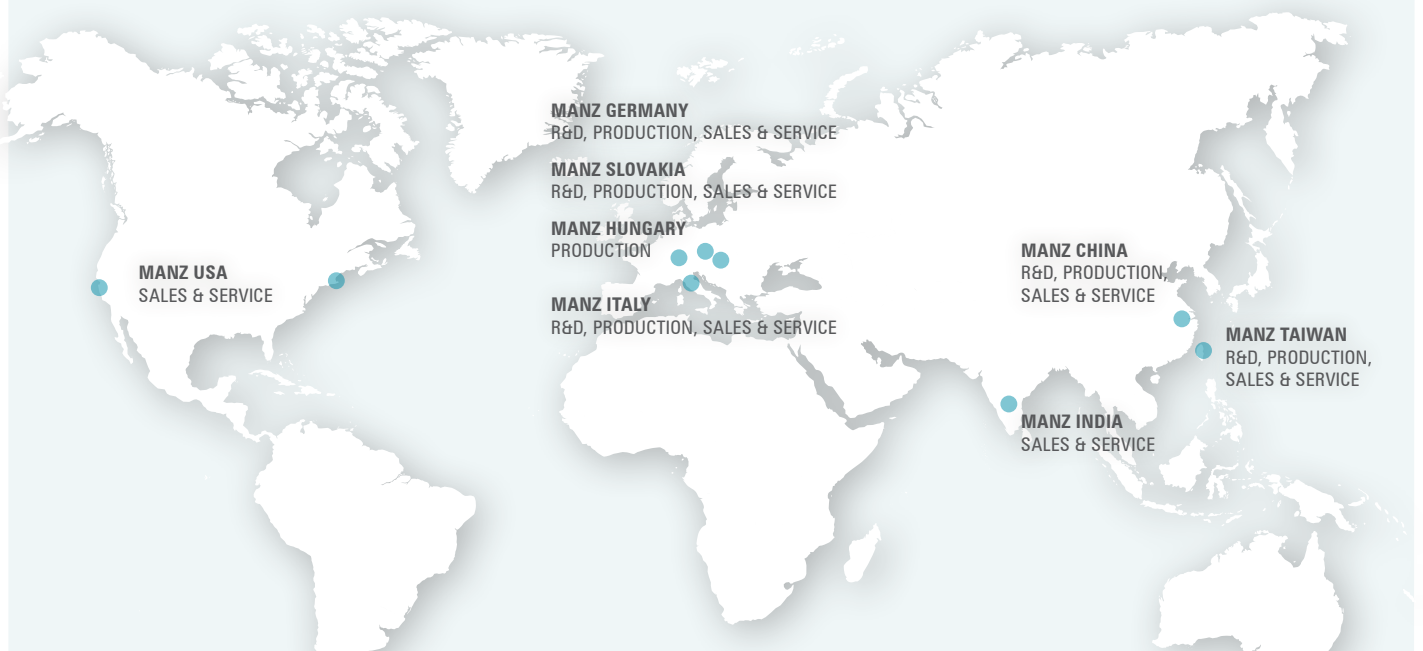 MANZ GERMANY
R&D, PRODUCTION, SALES & SERVICE
MANZ SLOVAKIA
R&D, PRODUCTION, SALES & SERVICE
MANZ HUNGARY
PRODUCTION
MANZ ITALY
R&D, PRODUCTION, SALES & SERVICE
MANZ USA
SALES & SERVICE
MANZ CHINA
R&D, PRODUCTION,
SALES & SERVICE
MANZ TAIWAN
R&D, PRODUCTION,
SALES & SERVICE
MANZ INDIA
SALES & SERVICE